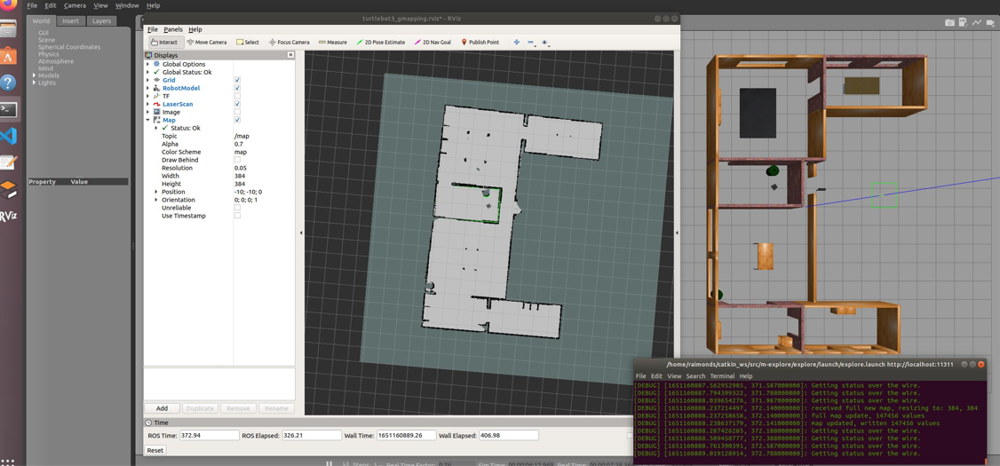 File Edit Camera View Window Help
World Insert Layers
GUI
Scene
Spherical Coordinates
Physics
Atmosphere
Wind
Models
Lights
Property Value
RViz
turtlebot3_gmapping.rviz* - RViz
File Panels Help
Interact Move Camera Select Focus Camera Measure 2D Pose Estimate 2D Nav Goal Publish Point
Displays
Global Options
Global Status: Ok
Grid
RobotModel
TF
LaserScan
Image
Map
Status: Ok
Topic /map
Alpha 0.7
Color Scheme map
Draw Behind
Resolution 0.05
Width 384
Height 384
Position -10; -10; 0
Orientation 0; 0; 0; 1
Unreliable
Use Timestamp
Add Duplicate Remove Rename
Time
ROS Time: 372.94 ROS Elapsed: 326.21 Wall Time: 1651160889.26 Wall Elapsed: 406.98
Reset
/home/raimonds/catkin_ws/src/m-explore/explore/launch/explore.launch http://localhost:11311
File Edit View Search Terminal Help
[DEBUG] [1651160887.562952985, 371.587000000]: Getting status over the wire.
[DEBUG] [1651160887.794399322, 371.788000000]: Getting status over the wire.
[DEBUG] [1651160888.039654276, 371.987000000]: Getting status over the wire.
[DEBUG] [1651160888.237214497, 372.140000000]: received full new map, resizing to: 384, 384
[DEBUG] [1651160888.237258658, 372.140000000]: full map update, 147456 values
[DEBUG] [1651160888.238637179, 372.141000000]: map updated, written 147456 values
[DEBUG] [1651160888.287426285, 372.188000000]: Getting status over the wire.
[DEBUG] [1651160888.509458777, 372.388000000]: Getting status over the wire.
[DEBUG] [1651160888.761390391, 372.587000000]: Getting status over the wire.
[DEBUG] [1651160889.019128914, 372.788000000]: Getting status over the wire.